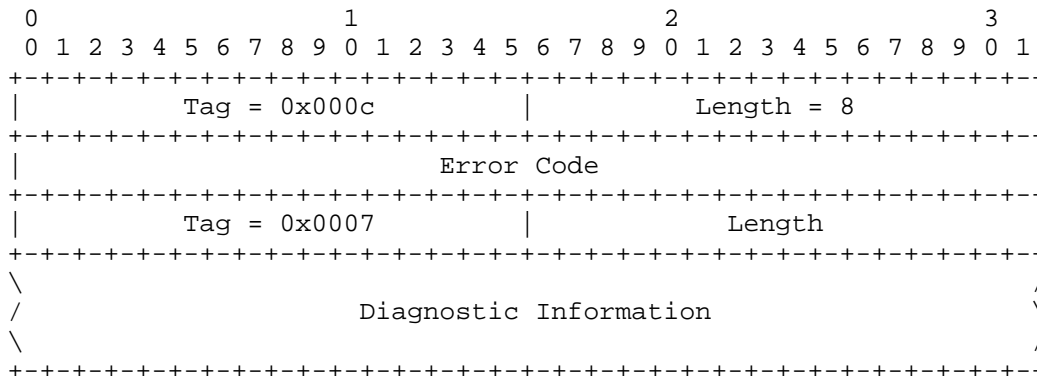 0                   1                   2                   3
 0 1 2 3 4 5 6 7 8 9 0 1 2 3 4 5 6 7 8 9 0 1 2 3 4 5 6 7 8 9 0 1
+-+-+-+-+-+-+-+-+-+-+-+-+-+-+-+-+-+-+-+-+-+-+-+-+-+-+-+-+-+-+-+-
|          Tag = 0x000c         |          Length = 8
+-+-+-+-+-+-+-+-+-+-+-+-+-+-+-+-+-+-+-+-+-+-+-+-+-+-+-+-+-+-+-+-
|                          Error Code
+-+-+-+-+-+-+-+-+-+-+-+-+-+-+-+-+-+-+-+-+-+-+-+-+-+-+-+-+-+-+-+-
|          Tag = 0x0007         |            Length
+-+-+-+-+-+-+-+-+-+-+-+-+-+-+-+-+-+-+-+-+-+-+-+-+-+-+-+-+-+-+-+-
\                                                               /
/                     Diagnostic Information                    \
\                                                               /
+-+-+-+-+-+-+-+-+-+-+-+-+-+-+-+-+-+-+-+-+-+-+-+-+-+-+-+-+-+-+-+-